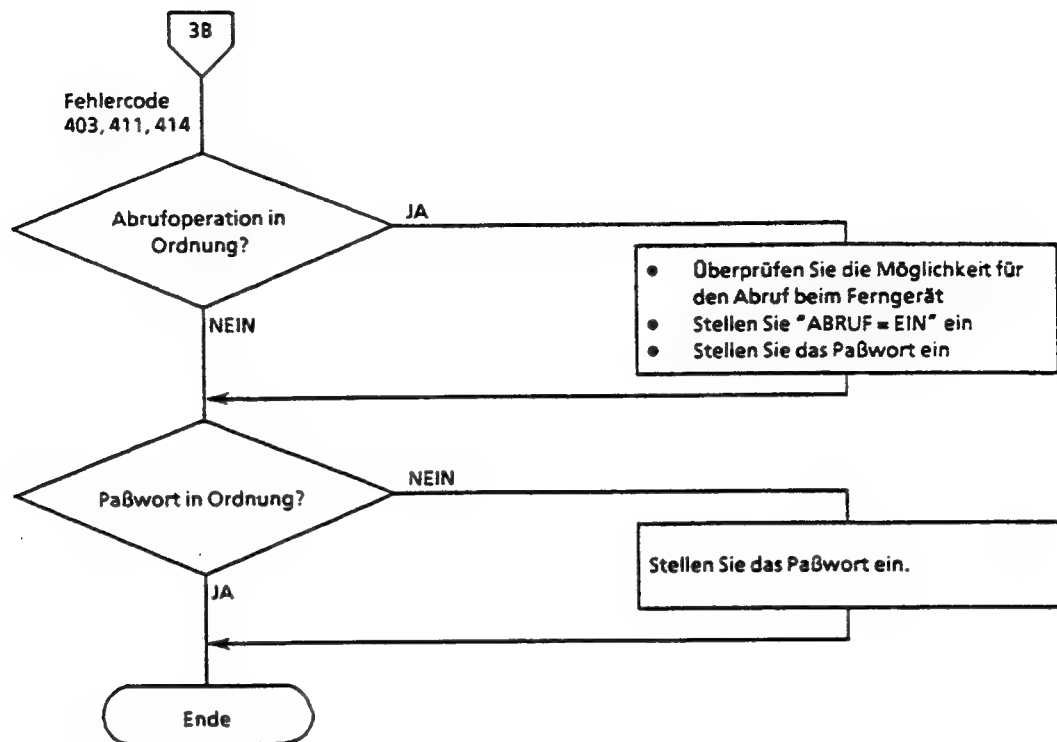 3B
Fehlercode
403, 411, 414
Abrufoperation in
Ordnung?
JA
• Überprüfen Sie die Möglichkeit für
den Abruf beim Ferngerät
• Stellen Sie "ABRUF = EIN" ein
• Stellen Sie das Paßwort ein
NEIN
Paßwort in Ordnung?
NEIN
Stellen Sie das Paßwort ein.
JA
Ende